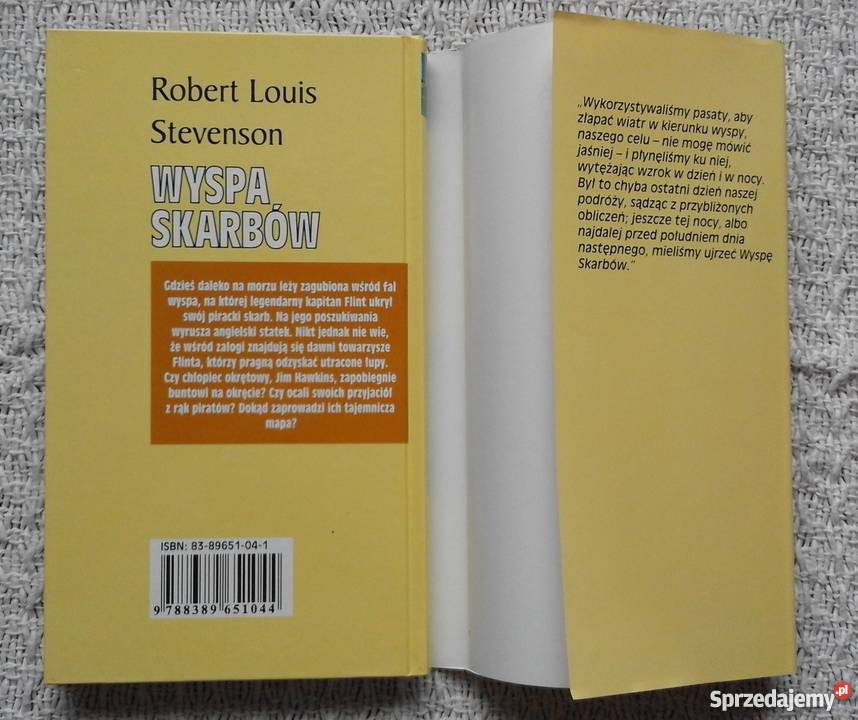 Robert Louis
Stevenson
WYSPA
SKARBÓW
Gdzieś daleko na morzu leży zagubiona wśród fal
wyspa, na której legendarny kapitan Flint ukrył
swój piracki skarb. Na jego poszukiwania
wyrusza angielski statek. Nikt jednak nie wie,
że wśród załogi znajdują się dawni towarzysze
Flinta, którzy pragną odzyskać utracone łupy.
Czy chłopiec okrętowy, Jim Hawkins, zapobiegnie
buntowi na okręcie? Czy ocali swoich przyjaciół
z rąk piratów? Dokąd zaprowadzi ich tajemnicza
mapa?
ISBN: 83-89651-04-1
9 788389 651044
„Wykorzystywaliśmy pasaty, aby
złapać wiatr w kierunku wyspy,
naszego celu – nie mogę mówić
jaśniej – i płynęliśmy ku niej,
wytężając wzrok w dzień i w nocy.
Był to chyba ostatni dzień naszej
podróży, sądząc z przybliżonych
obliczeń; jeszcze tej nocy, albo
najdalej przed południem dnia
następnego, mieliśmy ujrzeć Wyspę
Skarbów.”
Sprzedajemy.pl